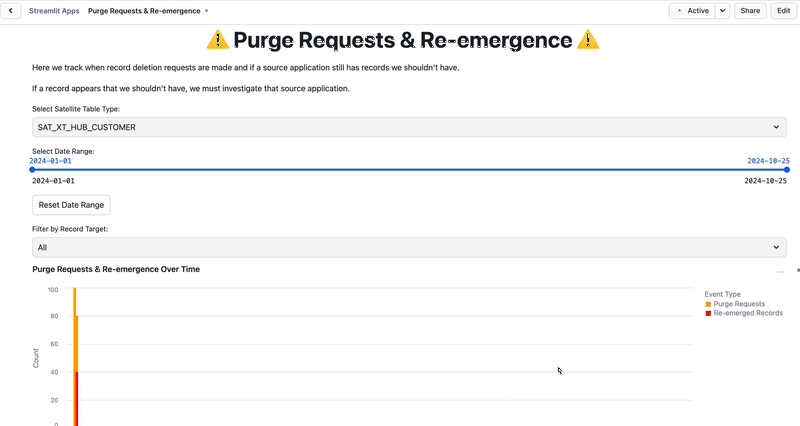 Streamlit Apps Purge Requests & Re-emergence Active Share Edit
⚠️ Purge Requests & Re-emergence ⚠️
Here we track when record deletion requests are made and if a source application still has records we shouldn't have.
If a record appears that we shouldn't have, we must investigate that source application.
Select Satellite Table Type:
SAT_XT_HUB_CUSTOMER
Select Date Range:
2024-01-01 2024-10-25
2024-01-01 2024-10-25
Reset Date Range
Filter by Record Target:
All
Purge Requests & Re-emergence Over Time
Event Type
Purge Requests
Re-emerged Records
100
80
60
40
20
0
Count